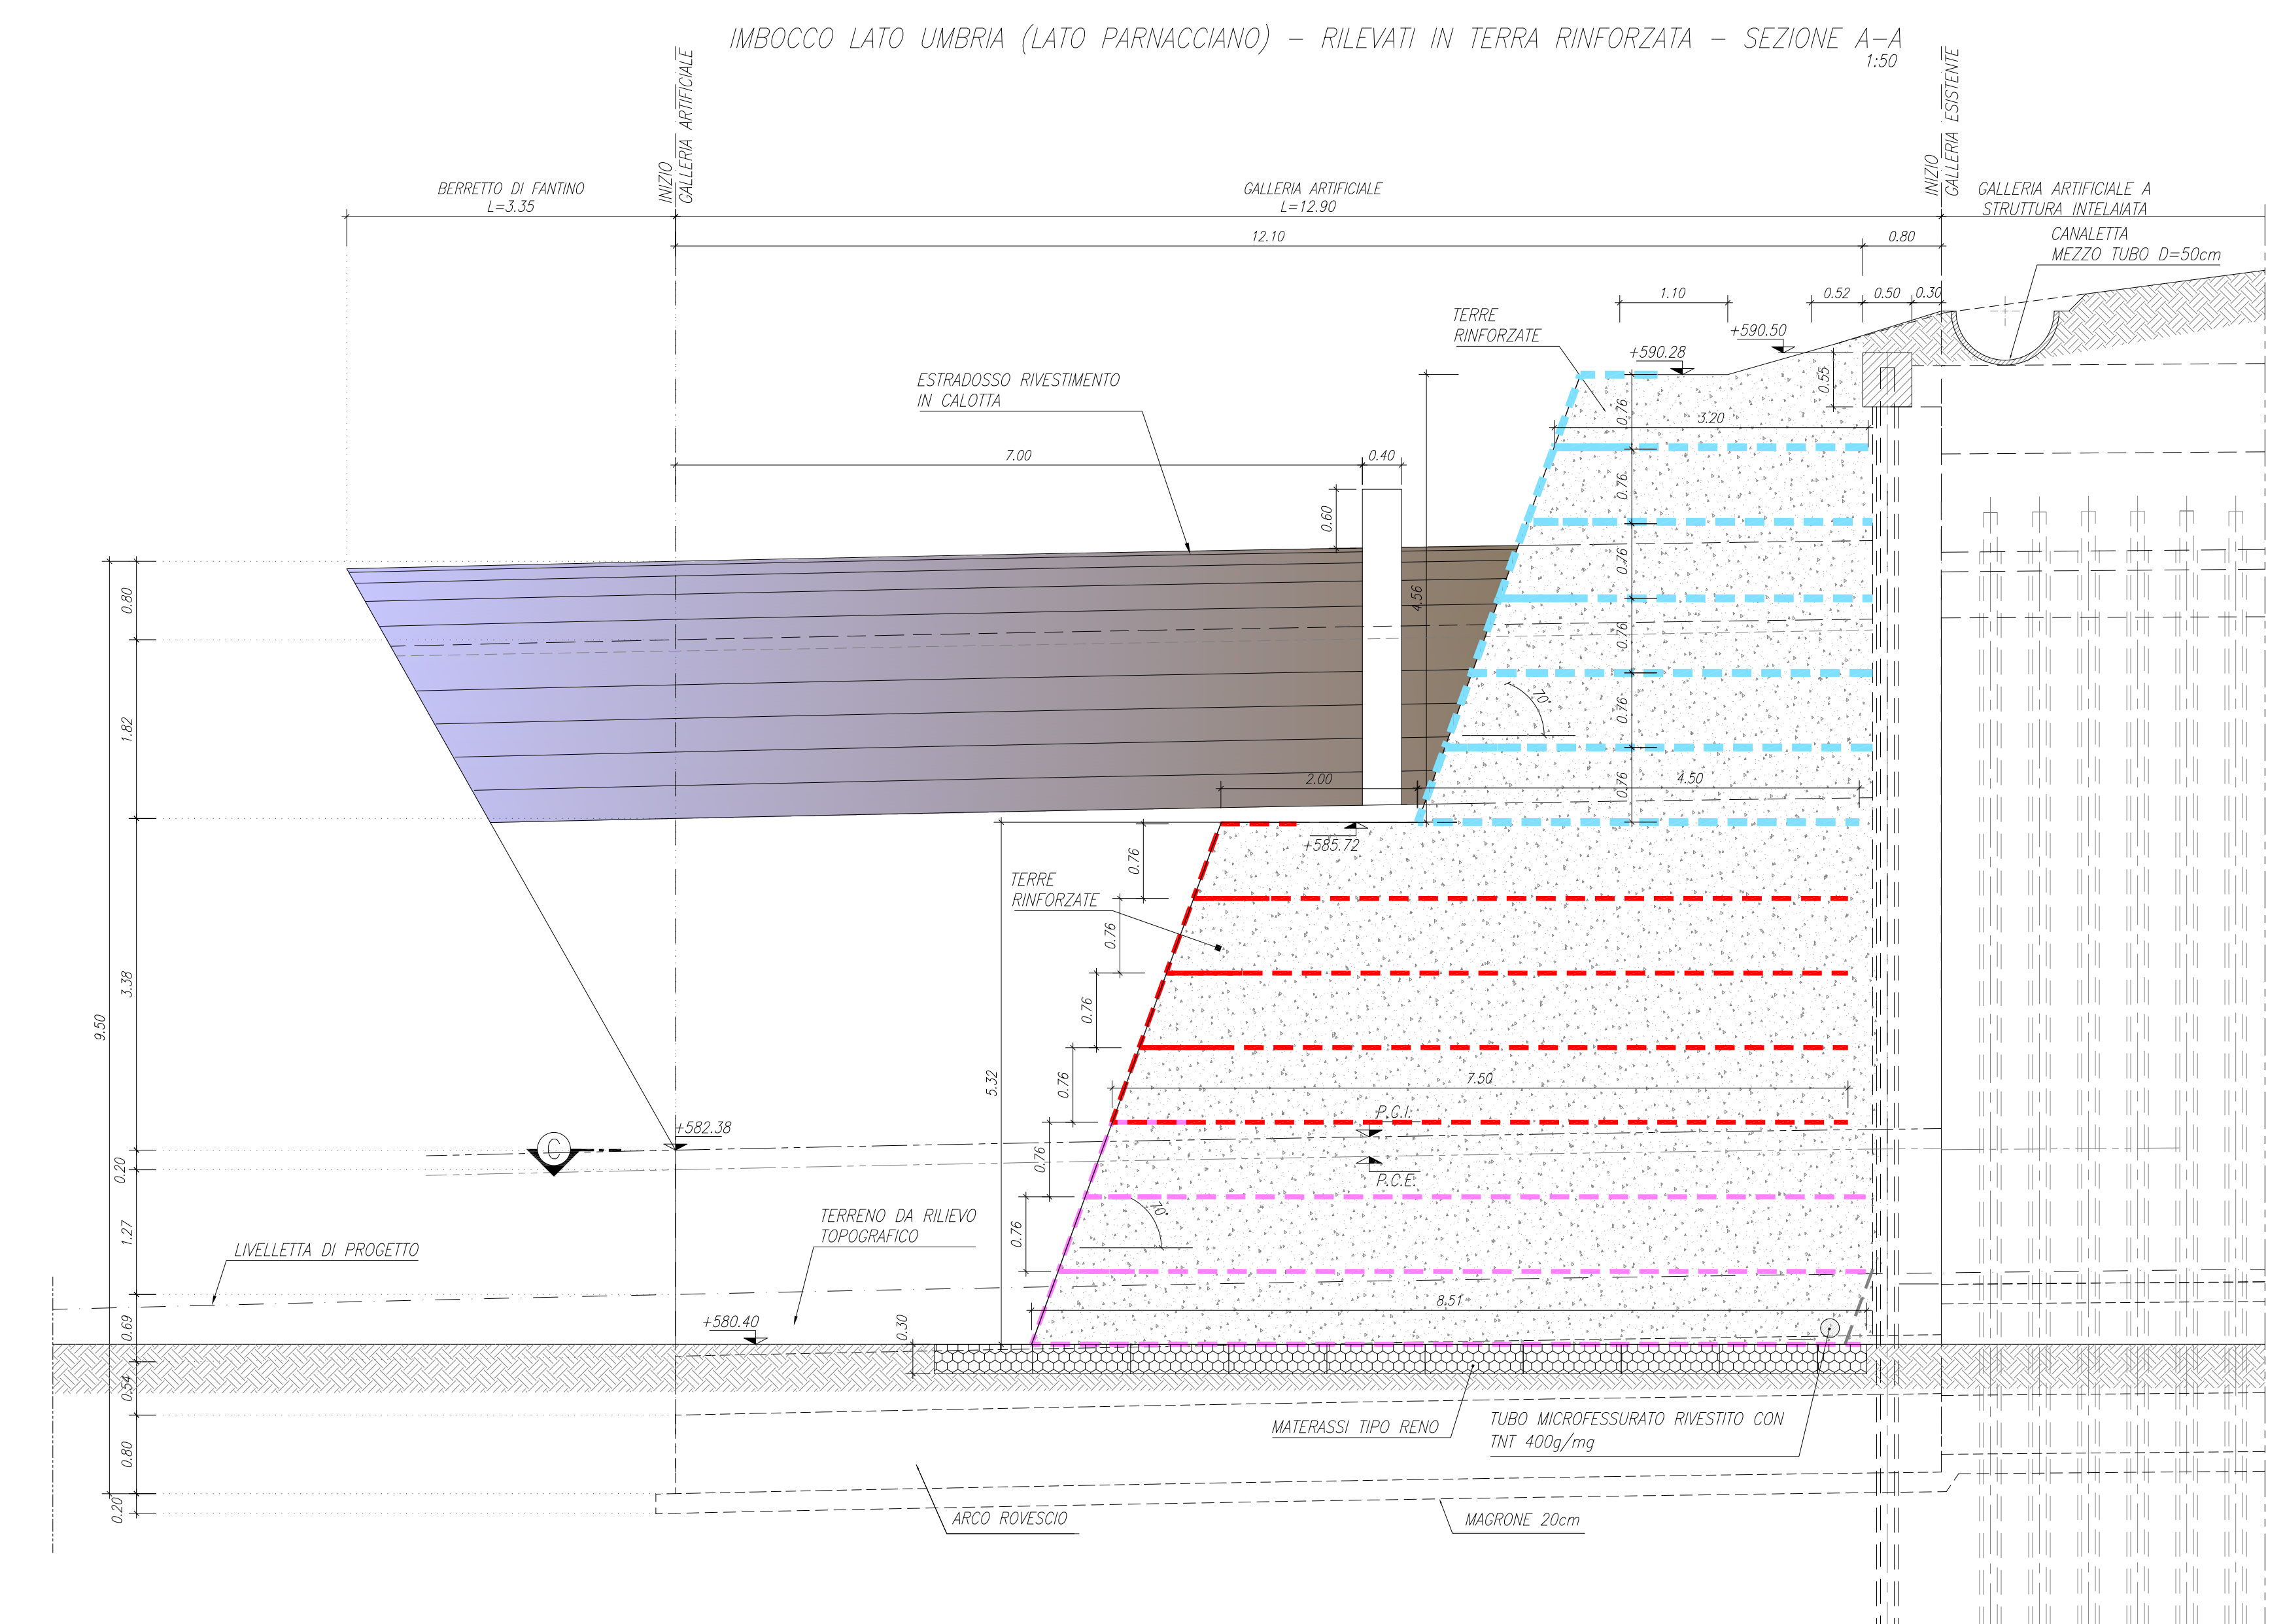 IMBOCCO LATO UMBRIA (LATO PARNACCIANO) – RILEVATI IN TERRA RINFORZATA – SEZIONE A–A
1:50
INIZIO
GALLERIA ARTIFICIALE
INIZIO
GALLERIA ESISTENTE
BERRETTO DI FANTINO
L=3.35
GALLERIA ARTIFICIALE
L=12.90
GALLERIA ARTIFICIALE A
STRUTTURA INTELAIATA
12.10
0.80
CANALETTA
MEZZO TUBO D=50cm
1.10
0.52
0.50
0.30
TERRE
RINFORZATE
+590.50
+590.28
0.55
ESTRADOSSO RIVESTIMENTO
IN CALOTTA
0.76
3.20
7.00
0.40
0.76
0.60
0.76
4.56
0.76
0.76
0.76
70°
2.00
4.50
+585.72
0.80
1.82
3.38
9.50
0.20
1.27
0.69
0.54
0.80
0.20
0.76
TERRE
RINFORZATE
0.76
0.76
5.32
0.76
7.50
P.C.I.
+582.38
C
0.76
P.C.E.
70°
0.76
TERRENO DA RILIEVO
TOPOGRAFICO
LIVELLETTA DI PROGETTO
8.51
+580.40
0.30
MATERASSI TIPO RENO
TUBO MICROFESSURATO RIVESTITO CON
TNT 400g/mg
ARCO ROVESCIO
MAGRONE 20cm